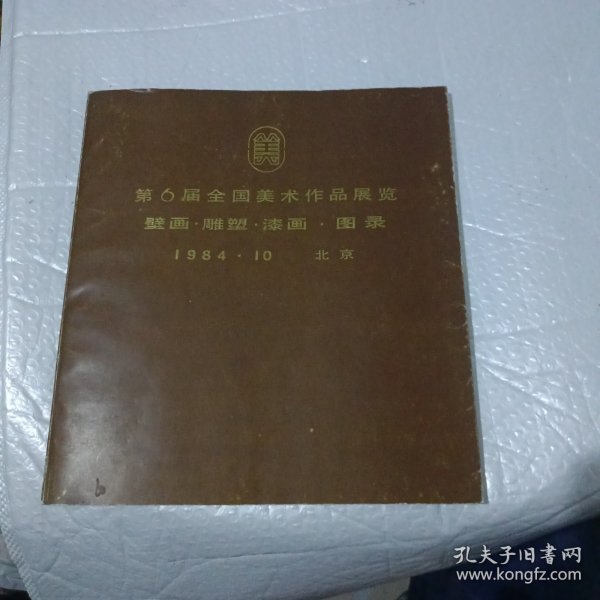 美
第6届全国美术作品展览
壁画·雕塑·漆画·图录
1984·10 北京
b
孔夫子旧书网
www.kongfz.com